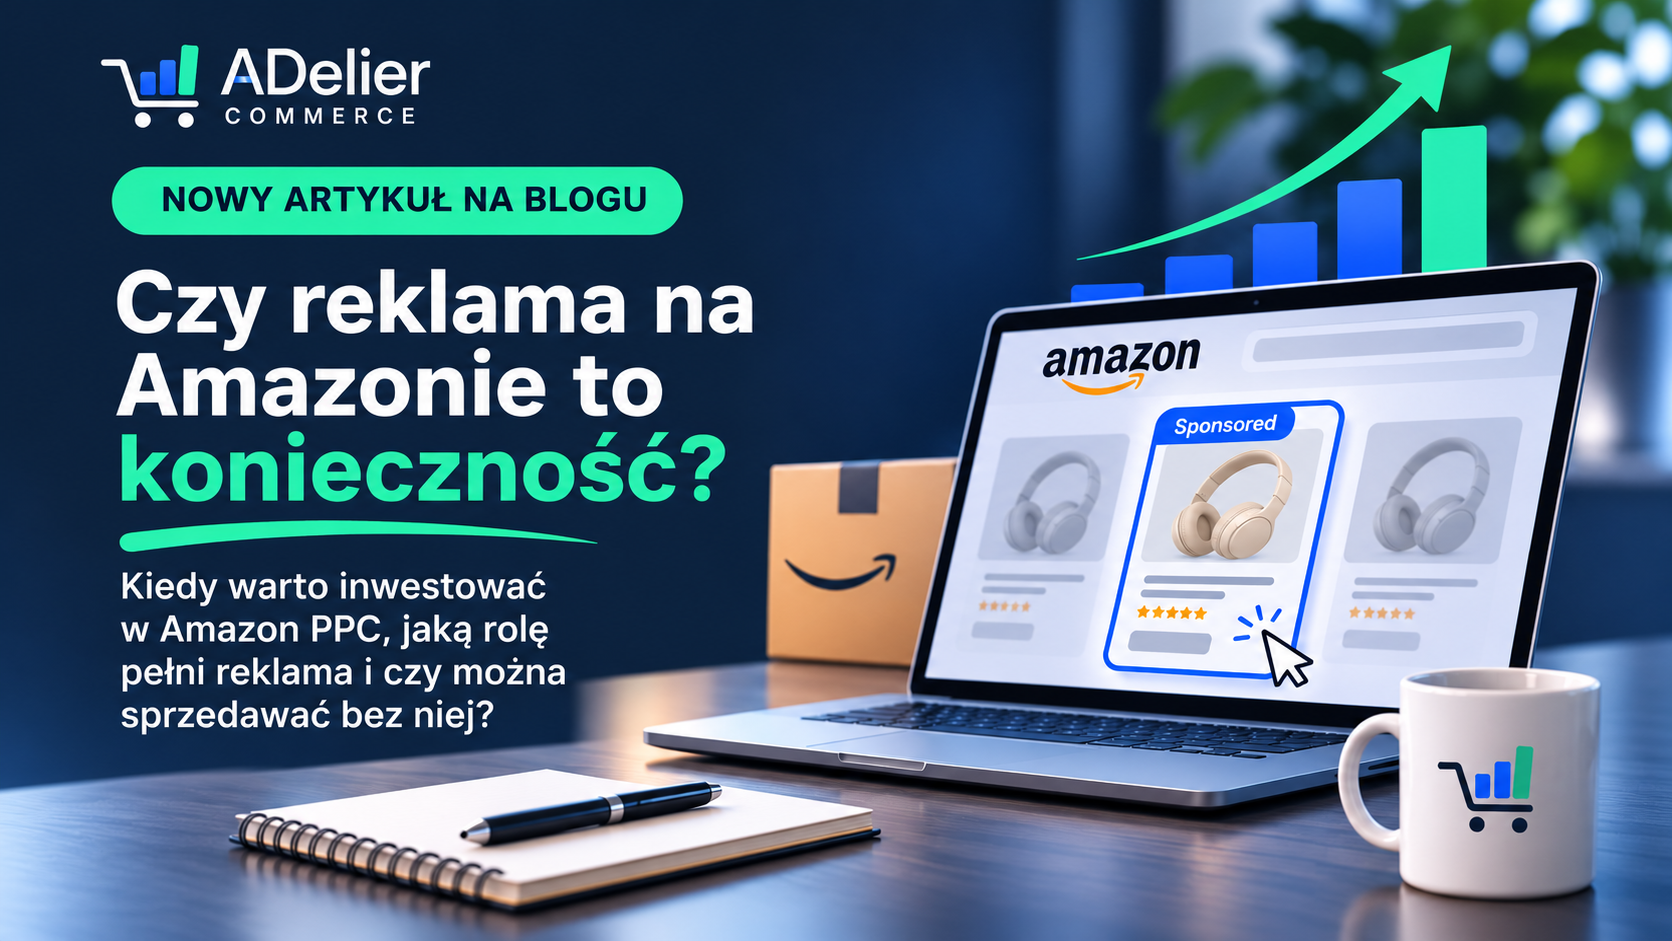 ADelier
COMMERCE
NOWY ARTYKUŁ NA BLOGU
Czy reklama na
Amazonie to
konieczność?
Kiedy warto inwestować
w Amazon PPC, jaką rolę
pełni reklama i czy można
sprzedawać bez niej?
amazon
Sponsored